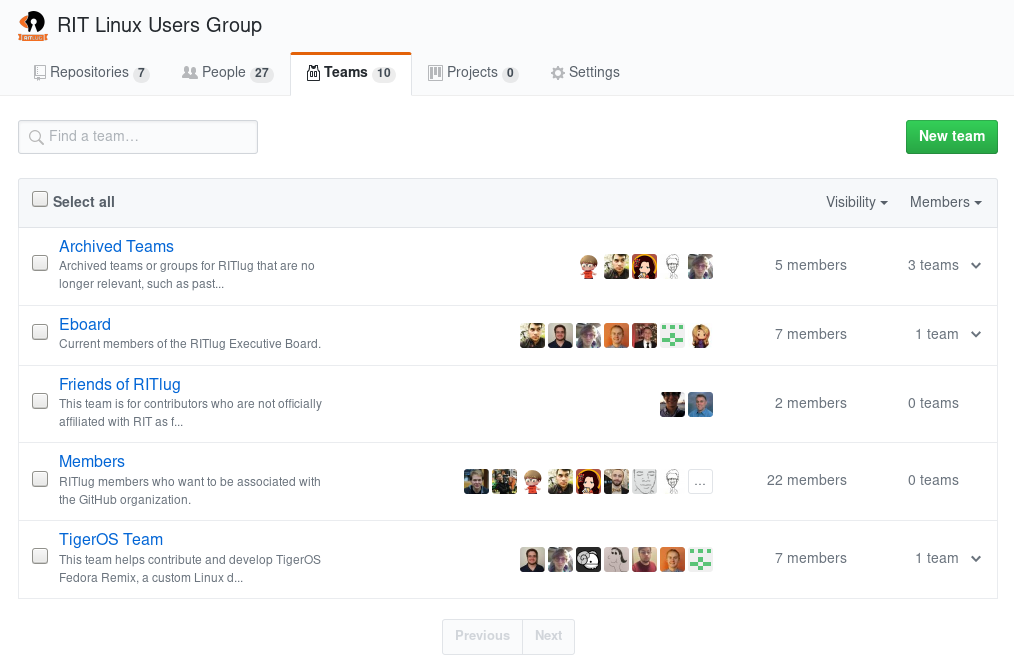 RIT Linux Users Group
Repositories 7 People 27 Teams 10 Projects 0 Settings
Find a team… New team
Select all Visibility Members
Archived Teams
Archived teams or groups for RITlug that are no
longer relevant, such as past...
5 members 3 teams
Eboard
Current members of the RITlug Executive Board.
7 members 1 team
Friends of RITlug
This team is for contributors who are not officially
affiliated with RIT as f...
2 members 0 teams
Members
RITlug members who want to be associated with
the GitHub organization.
... 22 members 0 teams
TigerOS Team
This team helps contribute and develop TigerOS
Fedora Remix, a custom Linux d...
7 members 1 team
Previous Next